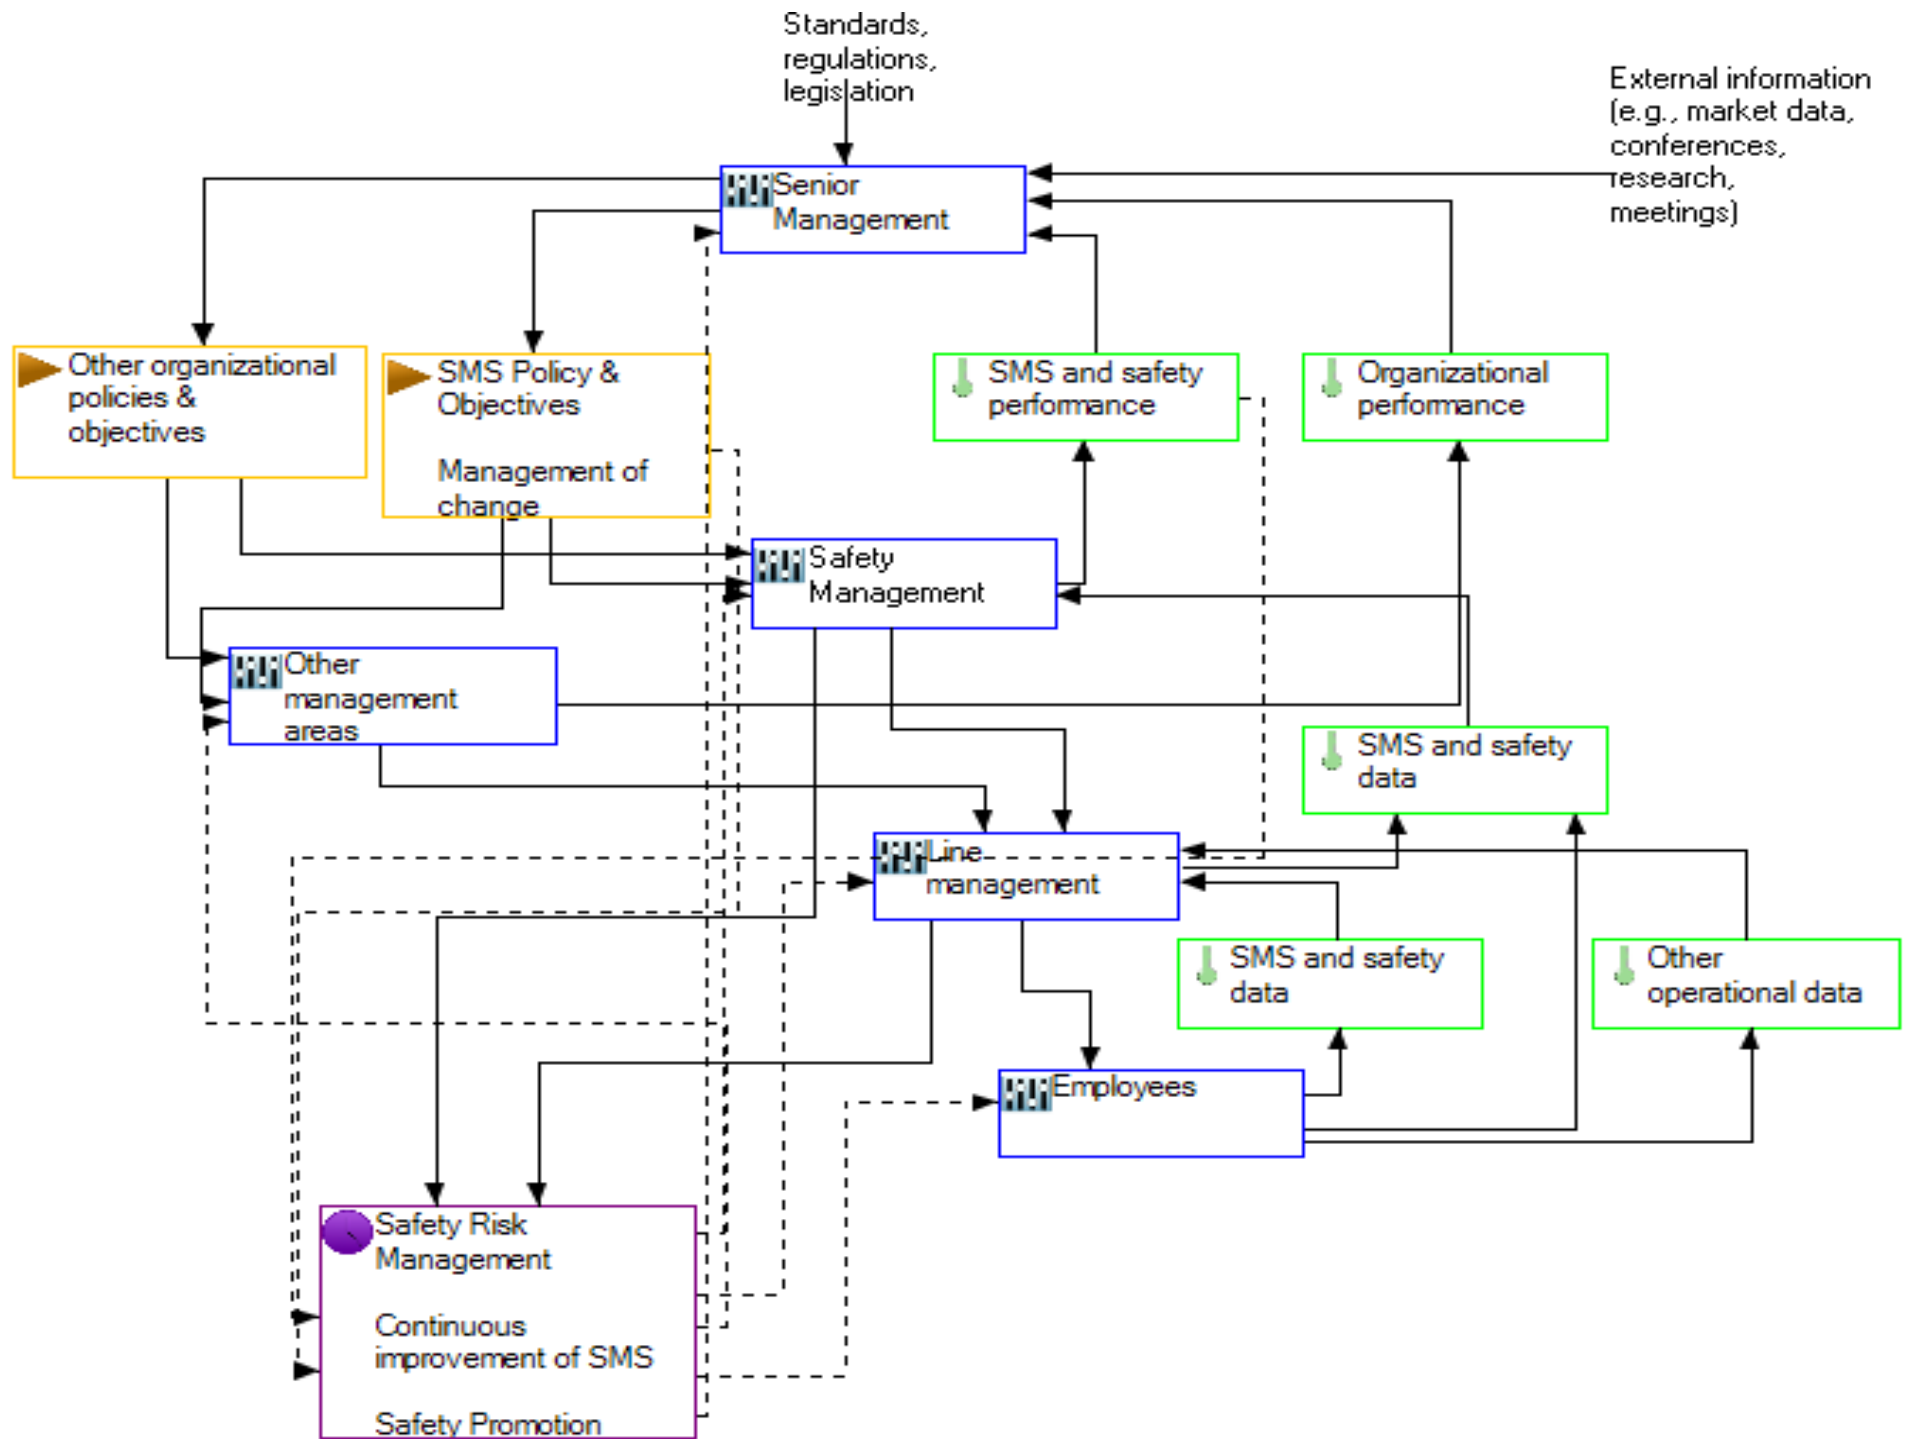 Standards,
regulations,
legislation
External information
(e.g., market data,
conferences,
research,
meetings)
Senior
Management
Other organizational
policies &
objectives
SMS Policy &
Objectives
Management of
change
SMS and safety
performance
Organizational
performance
Safety
Management
Other
management
areas
SMS and safety
data
Line
management
SMS and safety
data
Other
operational data
Employees
Safety Risk
Management
Continuous
improvement of SMS
Safety Promotion